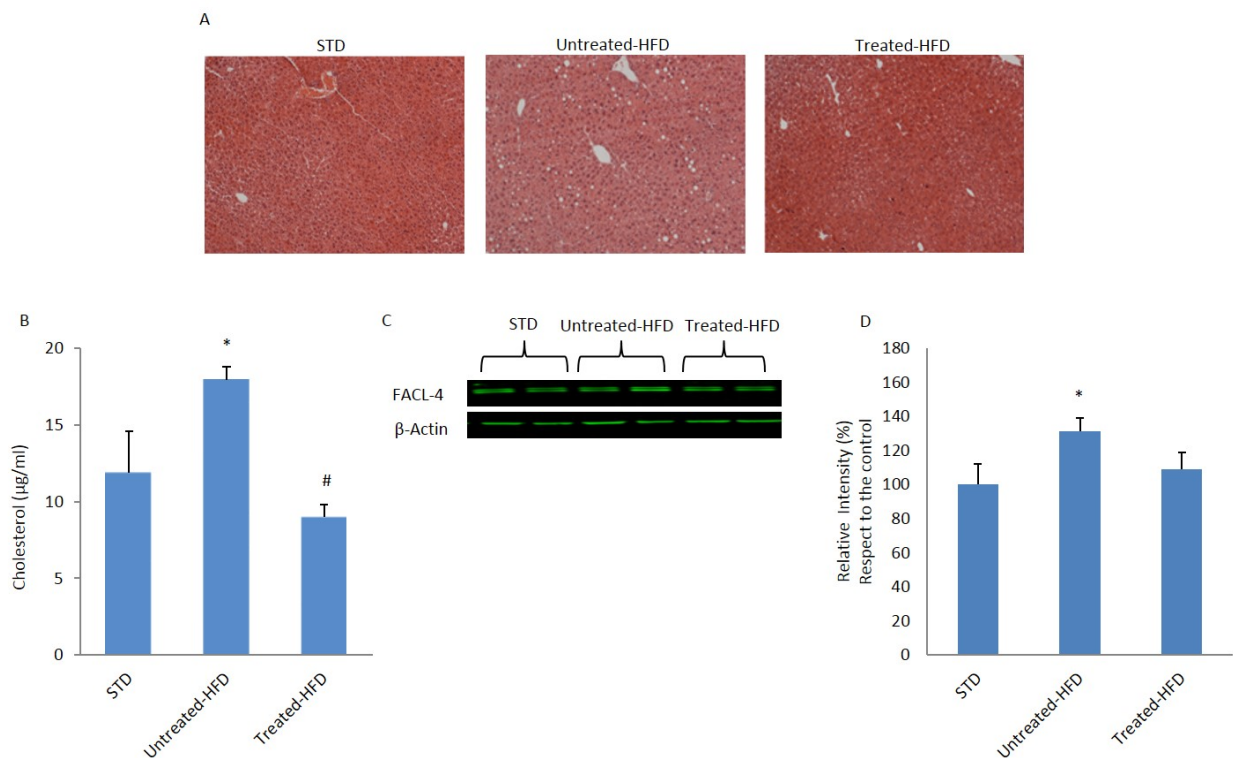 A
STD
Untreated-HFD
Treated-HFD
B
Cholesterol (µg/ml)
20
15
10
5
0
*
#
STD
Untreated-HFD
Treated-HFD
C
STD
Untreated-HFD
Treated-HFD
FACL-4
β-Actin
D
Relative Intensity (%)
Respect to the control
180
160
140
120
100
80
60
40
20
0
*
STD
Untreated-HFD
Treated-HFD